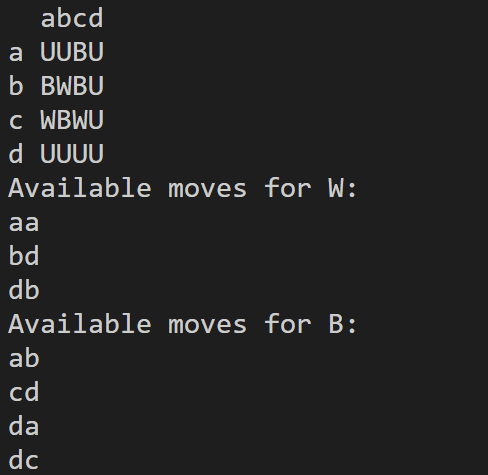 abcd
a UUBU
b BWBU
c WBWU
d UUUU
Available moves for W:
aa
bd
db
Available moves for B:
ab
cd
da
dc